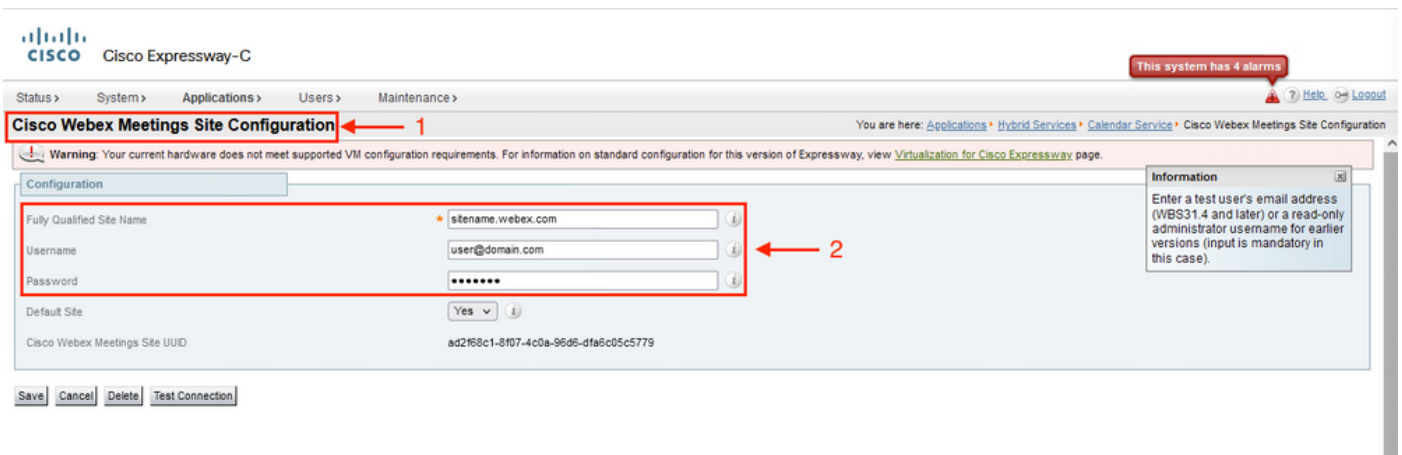 CISCO Cisco Expressway-C
This system has 4 alarms
Status > System > Applications > Users > Maintenance > ? Help Logout
Cisco Webex Meetings Site Configuration 1 You are here: Applications Hybrid Services Calendar Service Cisco Webex Meetings Site Configuration
Warning: Your current hardware does not meet supported VM configuration requirements. For information on standard configuration for this version of Expressway, view Virtualization for Cisco Expressway page.
Configuration
Fully Qualified Site Name * sitename.webex.com i
Username user@domain.com i
2
Password ••••••• i
Default Site Yes i
Cisco Webex Meetings Site UUID ad2f68c1-8f07-4c0a-96d6-dfa6c05c5779
Information x
Enter a test user's email address
(WBS31.4 and later) or a read-only
administrator username for earlier
versions (input is mandatory in
this case).
Save Cancel Delete Test Connection